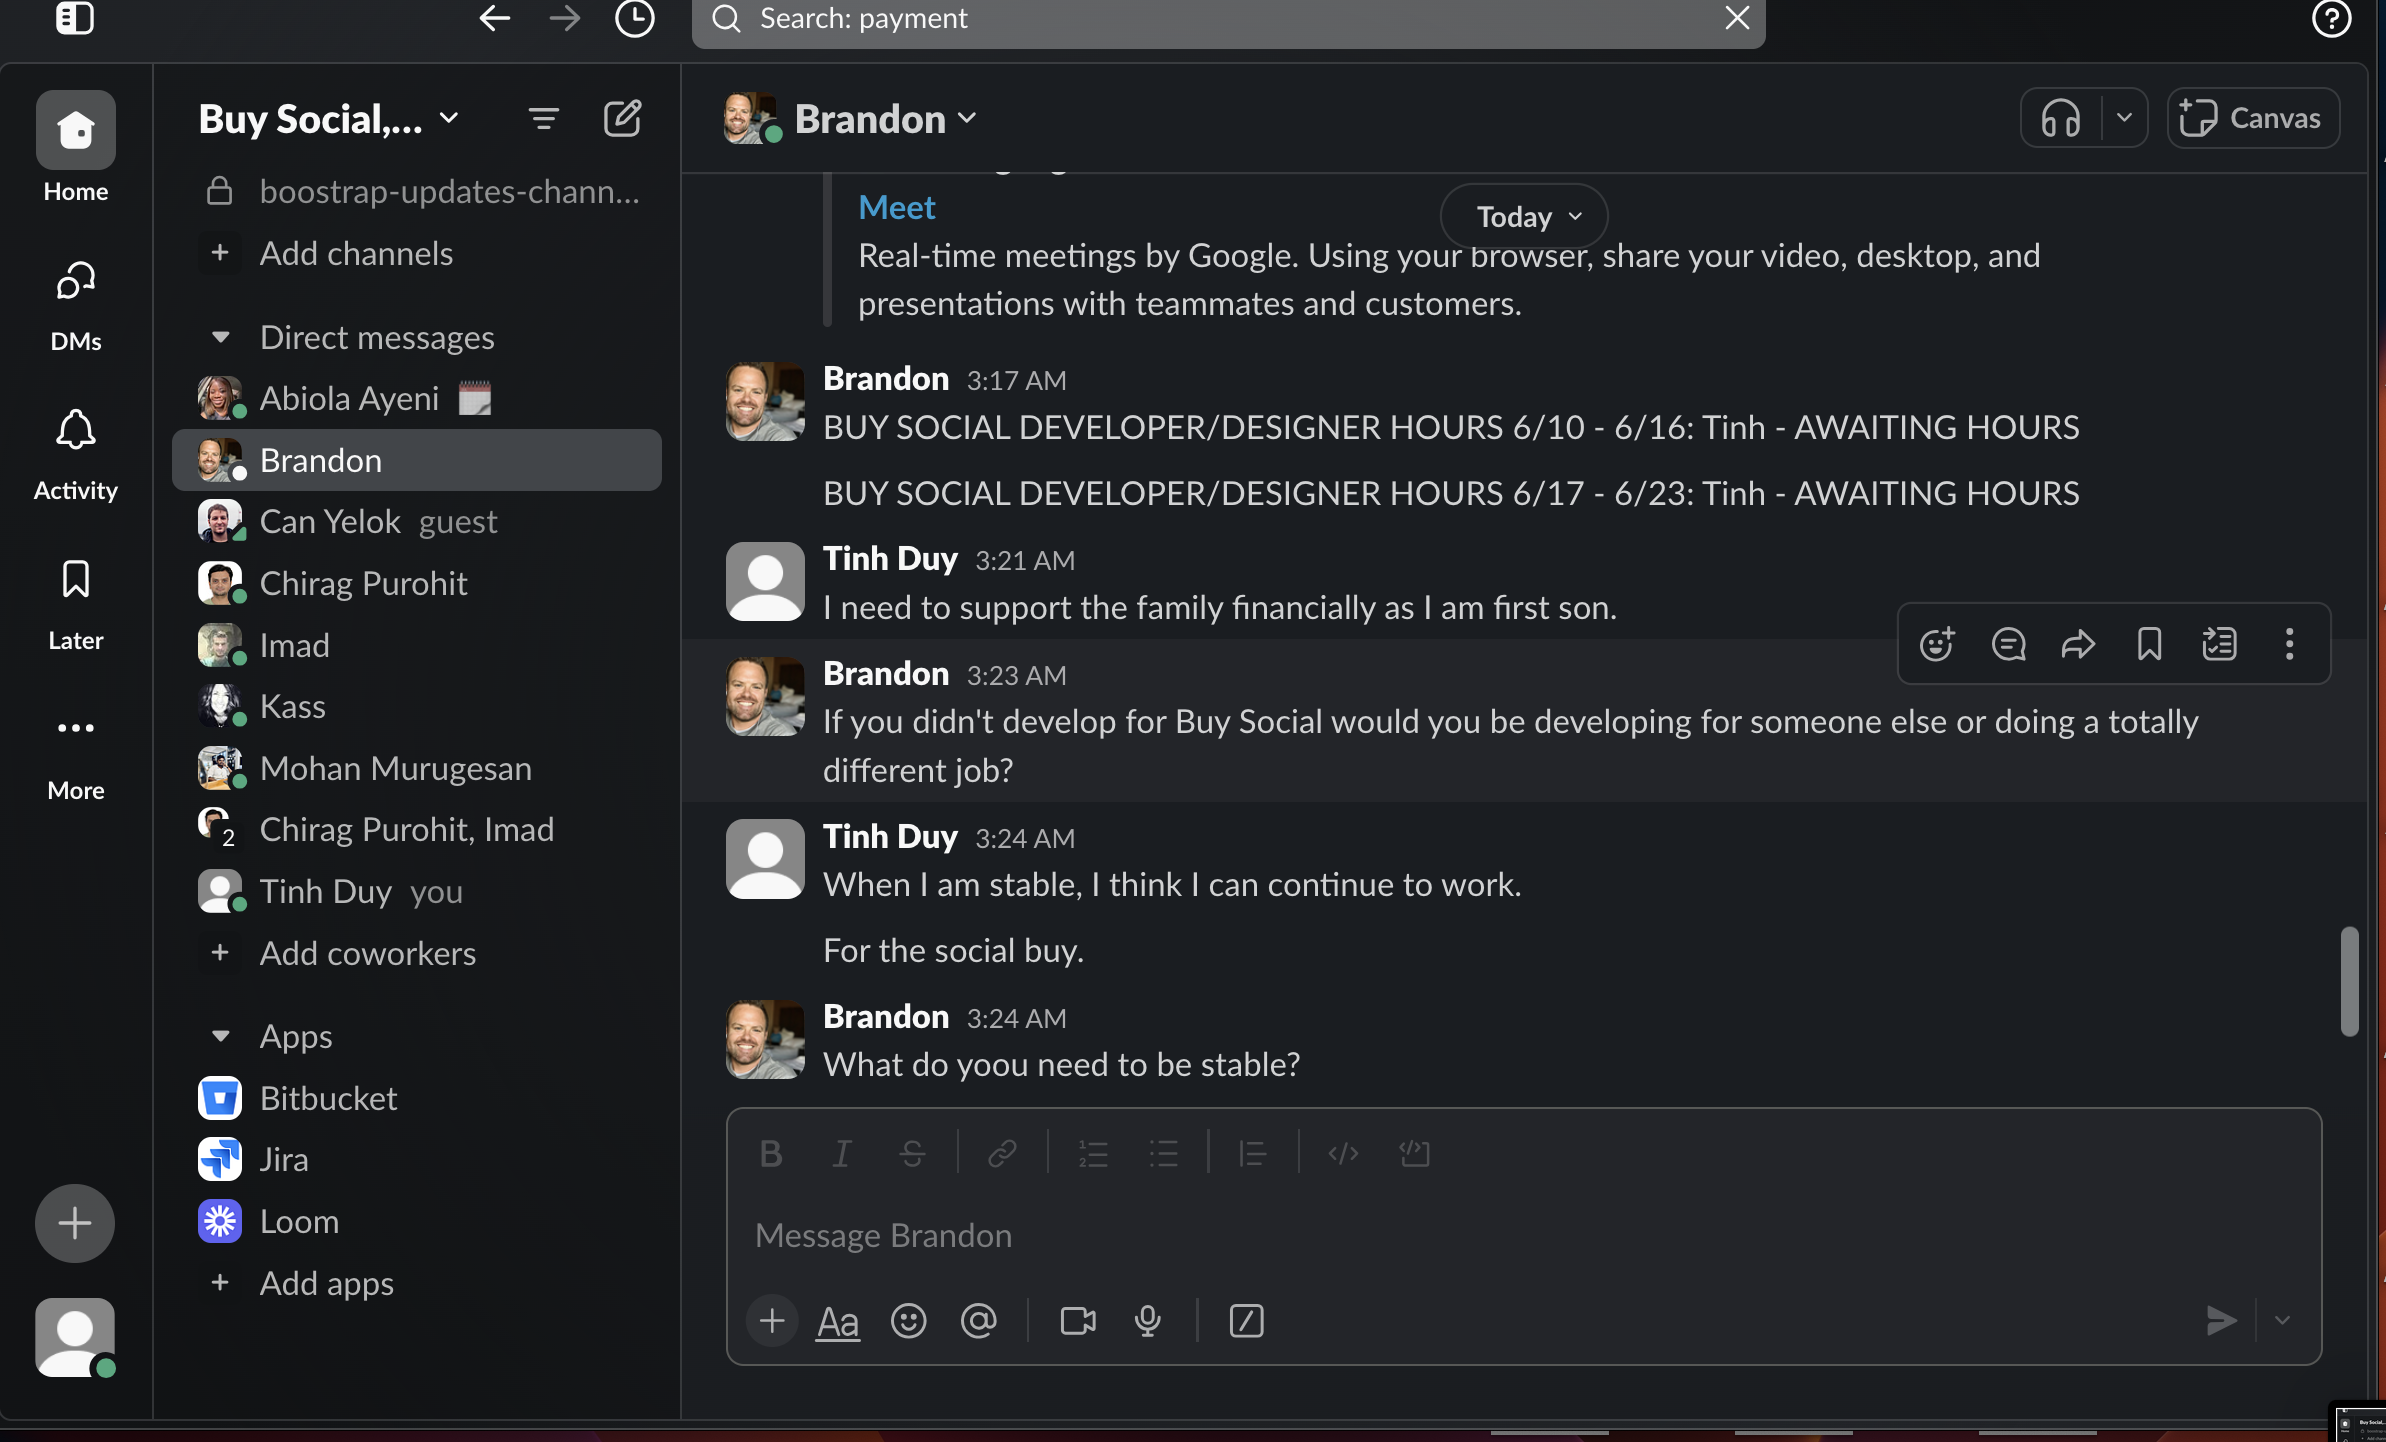 Search: payment
Home
DMs
Activity
Later
More
Buy Social,...
boostrap-updates-chann...
Add channels
Direct messages
Abiola Ayeni
Brandon
Can Yelok guest
Chirag Purohit
Imad
Kass
Mohan Murugesan
2 Chirag Purohit, Imad
Tinh Duy you
Add coworkers
Apps
Bitbucket
Jira
Loom
Add apps
Brandon
Canvas
Today
Meet
Real-time meetings by Google. Using your browser, share your video, desktop, and
presentations with teammates and customers.
Brandon 3:17 AM
BUY SOCIAL DEVELOPER/DESIGNER HOURS 6/10 - 6/16: Tinh - AWAITING HOURS
BUY SOCIAL DEVELOPER/DESIGNER HOURS 6/17 - 6/23: Tinh - AWAITING HOURS
Tinh Duy 3:21 AM
I need to support the family financially as I am first son.
Brandon 3:23 AM
If you didn't develop for Buy Social would you be developing for someone else or doing a totally
different job?
Tinh Duy 3:24 AM
When I am stable, I think I can continue to work.
For the social buy.
Brandon 3:24 AM
What do yoou need to be stable?
Message Brandon
Aa